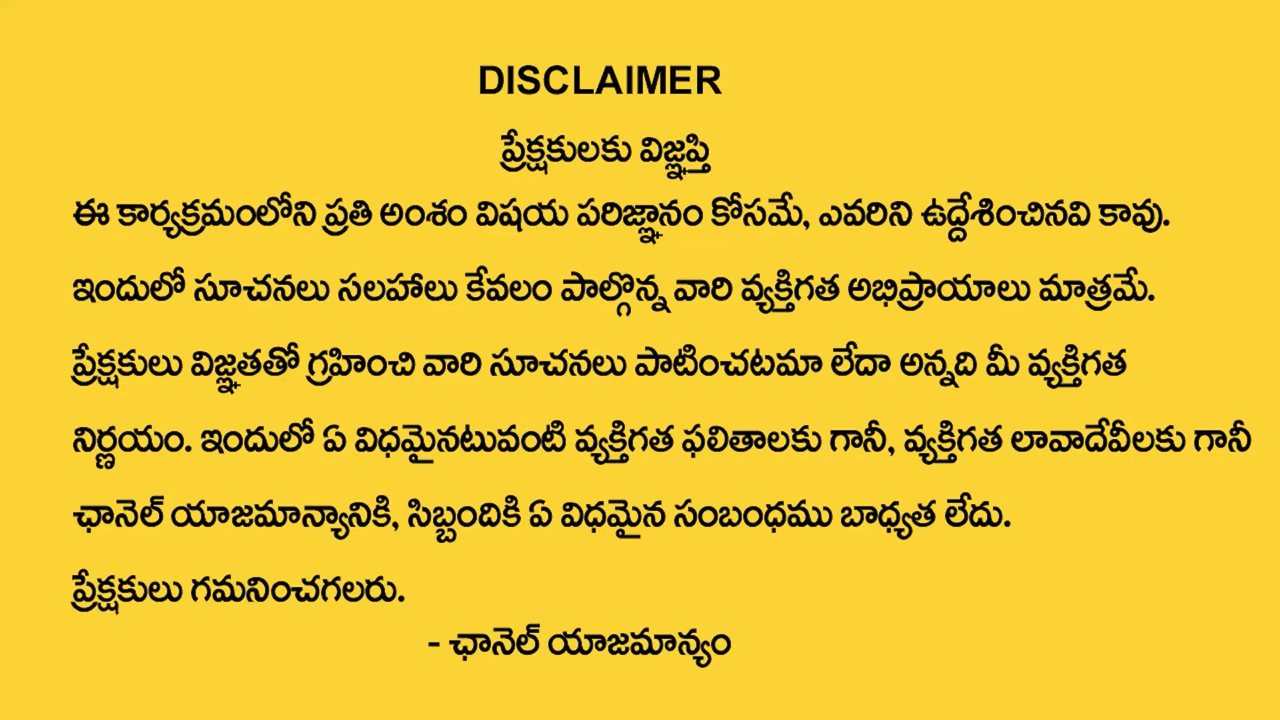 DISCLAIMER
ప్రేక్షకులకు విజ్ఞప్తి
ఈ కార్యక్రమంలోని ప్రతి అంశం విషయ పరిజ్ఞానం కోసమే, ఎవరిని ఉద్దేశించినవి కావు.
ఇందులో సూచనలు సలహాలు కేవలం పాల్గొన్న వారి వ్యక్తిగత అభిప్రాయాలు మాత్రమే.
ప్రేక్షకులు విజ్ఞతతో గ్రహించి వారి సూచనలు పాటించటమా లేదా అన్నది మీ వ్యక్తిగత
నిర్ణయం. ఇందులో ఏ విధమైనటువంటి వ్యక్తిగత ఫలితాలకు గానీ, వ్యక్తిగత లావాదేవీలకు గానీ
ఛానెల్ యాజమాన్యానికి, సిబ్బందికి ఏ విధమైన సంబంధము బాధ్యత లేదు.
ప్రేక్షకులు గమనించగలరు.
- ఛానెల్ యాజమాన్యం